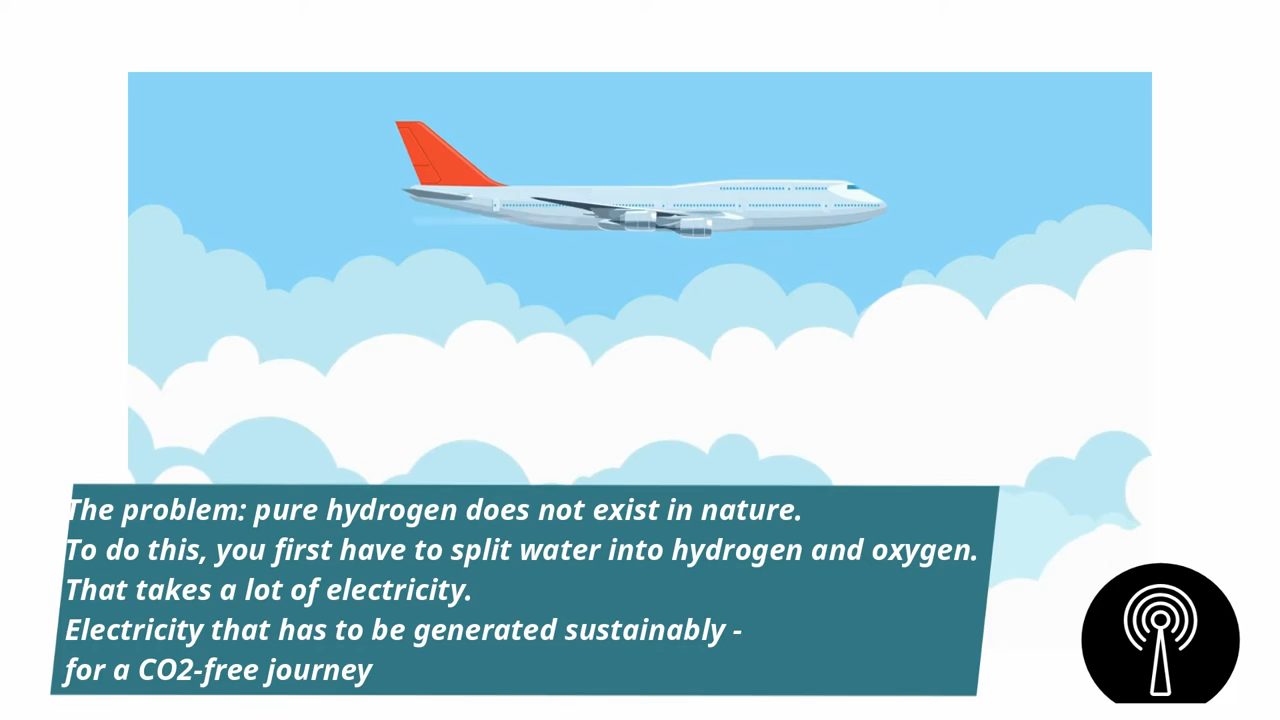 The problem: pure hydrogen does not exist in nature.
To do this, you first have to split water into hydrogen and oxygen.
That takes a lot of electricity.
Electricity that has to be generated sustainably -
for a CO2-free journey